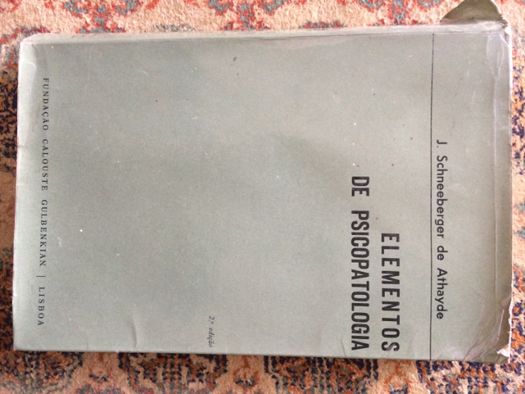 J. Schneeberger de Athayde
ELEMENTOS
DE PSICOPATOLOGIA
2.ª edição
FUNDAÇÃO CALOUSTE GULBENKIAN | LISBOA